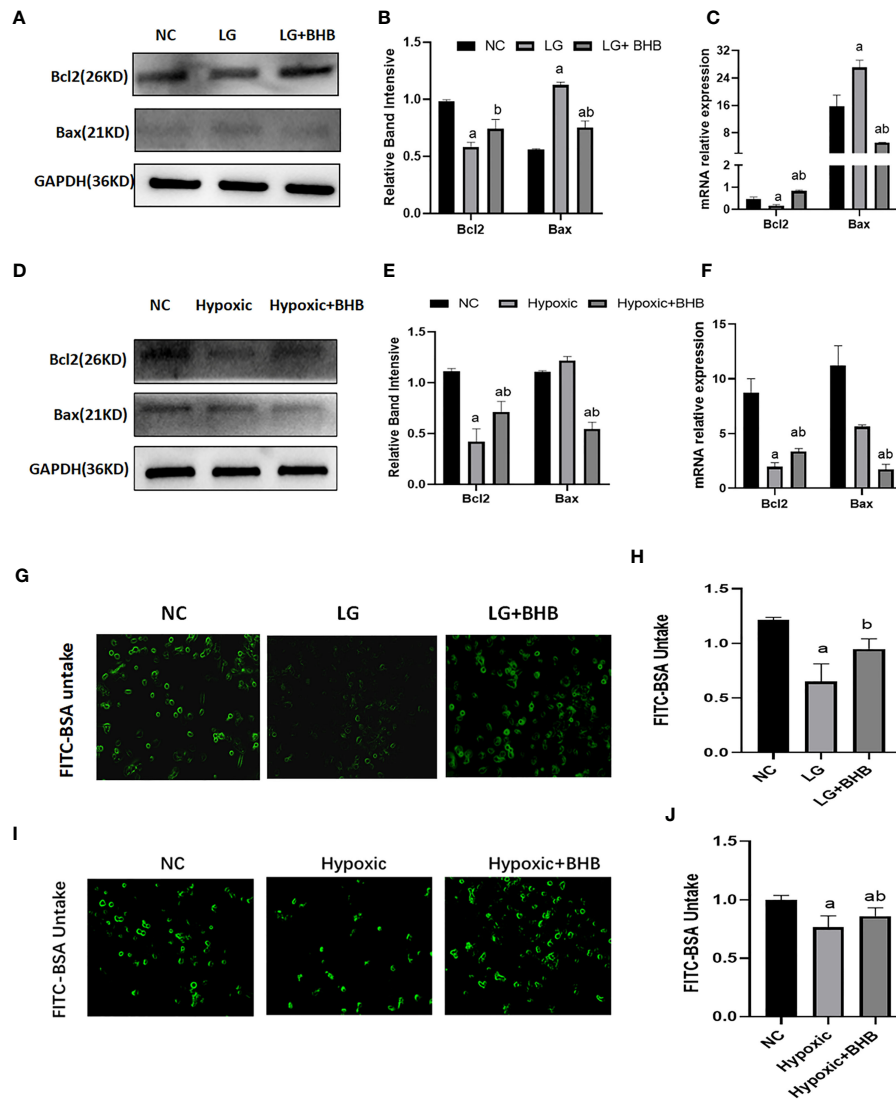 A
NC LG LG+BHB
Bcl2(26KD)
Bax(21KD)
GAPDH(36KD)
B
NC LG LG+ BHB
Relative Band Intensive
1.5
1.0
0.5
0.0
a b a ab
Bcl2 Bax
C
mRNA relative expression
32
24
16
8
2
1
0
a ab a ab
Bcl2 Bax
D
NC Hypoxic Hypoxic+BHB
Bcl2(26KD)
Bax(21KD)
GAPDH(36KD)
E
NC Hypoxic Hypoxic+BHB
Relative Band Intensive
1.5
1.0
0.5
0.0
a ab ab
Bcl2 Bax
F
mRNA relative expression
15
10
5
0
a ab ab
Bcl2 Bax
G
NC LG LG+BHB
FITC-BSA untake
H
FITC-BSA Uptake
1.5
1.0
0.5
0.0
a b
NC LG LG+BHB
I
NC Hypoxic Hypoxic+BHB
FITC-BSA Untake
J
FITC-BSA Uptake
1.5
1.0
0.5
0.0
a ab
NC Hypoxic Hypoxic+BHB